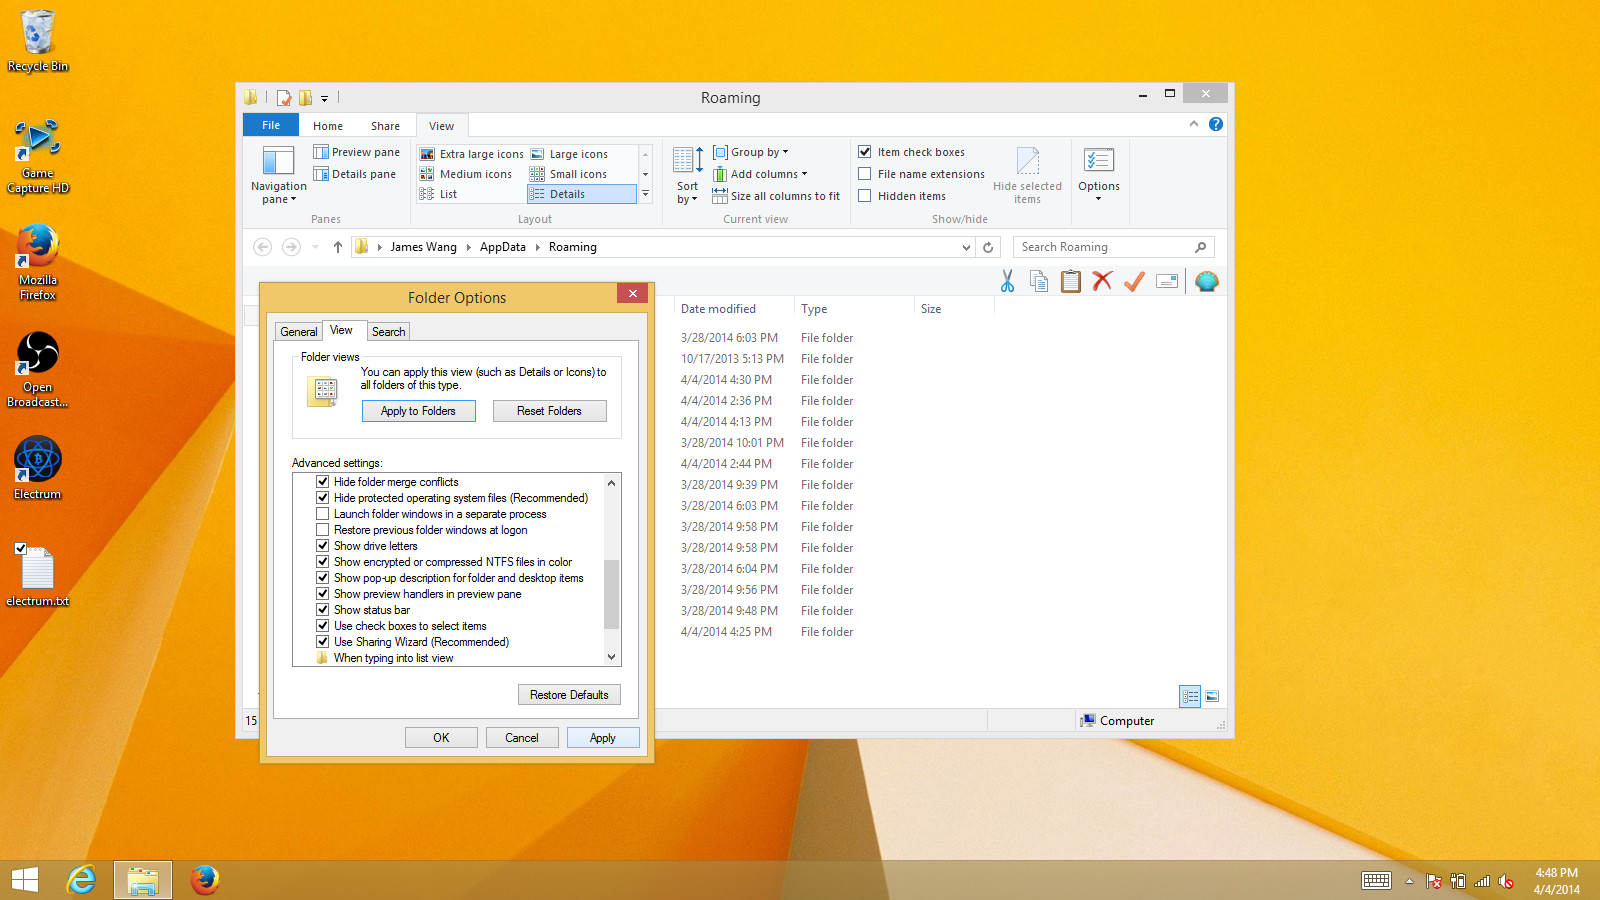 Recycle Bin
Game
Capture HD
Mozilla
Firefox
Open
Broadcast...
Electrum
electrum.txt
Roaming
File
Home
Share
View
Navigation
pane
Preview pane
Details pane
Panes
Extra large icons
Large icons
Medium icons
Small icons
List
Details
Layout
Sort
by
Group by
Add columns
Size all columns to fit
Current view
Item check boxes
File name extensions
Hidden items
Hide selected
items
Show/hide
Options
James Wang
AppData
Roaming
Search Roaming
Date modified
Type
Size
3/28/2014 6:03 PM File folder
10/17/2013 5:13 PM File folder
4/4/2014 4:30 PM File folder
4/4/2014 2:36 PM File folder
4/4/2014 4:13 PM File folder
3/28/2014 10:01 PM File folder
4/4/2014 2:44 PM File folder
3/28/2014 9:39 PM File folder
3/28/2014 6:03 PM File folder
3/28/2014 9:58 PM File folder
3/28/2014 9:58 PM File folder
3/28/2014 6:04 PM File folder
3/28/2014 9:56 PM File folder
3/28/2014 9:48 PM File folder
4/4/2014 4:25 PM File folder
15
Computer
Folder Options
General
View
Search
Folder views
You can apply this view (such as Details or Icons) to
all folders of this type.
Apply to Folders
Reset Folders
Advanced settings:
Hide folder merge conflicts
Hide protected operating system files (Recommended)
Launch folder windows in a separate process
Restore previous folder windows at logon
Show drive letters
Show encrypted or compressed NTFS files in color
Show pop-up description for folder and desktop items
Show preview handlers in preview pane
Show status bar
Use check boxes to select items
Use Sharing Wizard (Recommended)
When typing into list view
Restore Defaults
OK
Cancel
Apply
4:48 PM
4/4/2014